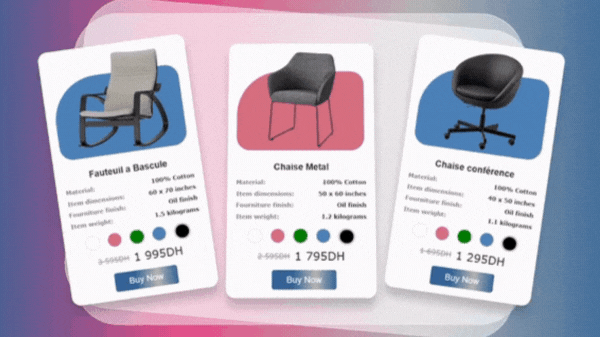 Fauteuil a Bascule
Material: 100% Cotton
Item dimensions: 60 x 70 inches
Fourniture finish: Oil finish
Item weight: 1.5 kilograms
3 595DH 1 995DH
Buy Now
Chaise Metal
Material: 100% Cotton
Item dimensions: 50 x 60 inches
Fourniture finish: Oil finish
Item weight: 1.2 kilograms
2 595DH 1 795DH
Buy Now
Chaise conférence
Material: 100% Cotton
Item dimensions: 40 x 50 inches
Fourniture finish: Oil finish
Item weight: 1.1 kilograms
1 695DH 1 295DH
Buy Now